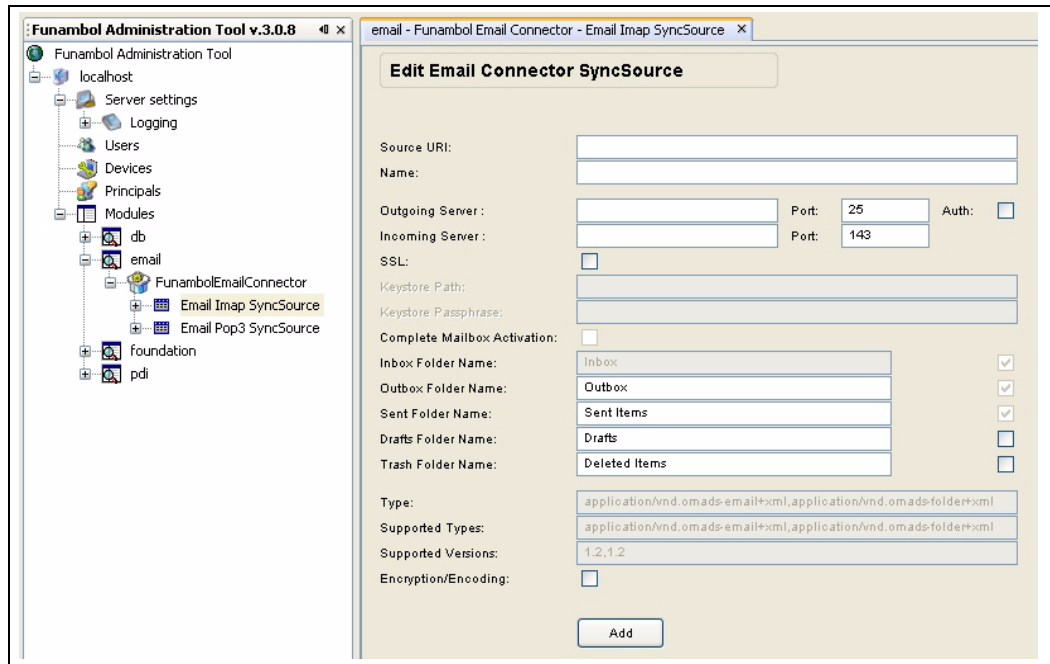 Funambol Administration Tool v.3.0.8
Funambol Administration Tool
localhost
Server settings
Logging
Users
Devices
Principals
Modules
db
email
FunambolEmailConnector
Email Imap SyncSource
Email Pop3 SyncSource
foundation
pdi
email - Funambol Email Connector - Email Imap SyncSource
Edit Email Connector SyncSource
Source URI:
Name:
Outgoing Server : Port: 25 Auth:
Incoming Server : Port: 143
SSL:
Keystore Path:
Keystore Passphrase:
Complete Mailbox Activation:
Inbox Folder Name: Inbox
Outbox Folder Name: Outbox
Sent Folder Name: Sent Items
Drafts Folder Name: Drafts
Trash Folder Name: Deleted Items
Type: application/vnd.omads-email+xml,application/vnd.omads-folder+xml
Supported Types: application/vnd.omads-email+xml,application/vnd.omads-folder+xml
Supported Versions: 1.2,1.2
Encryption/Encoding:
Add